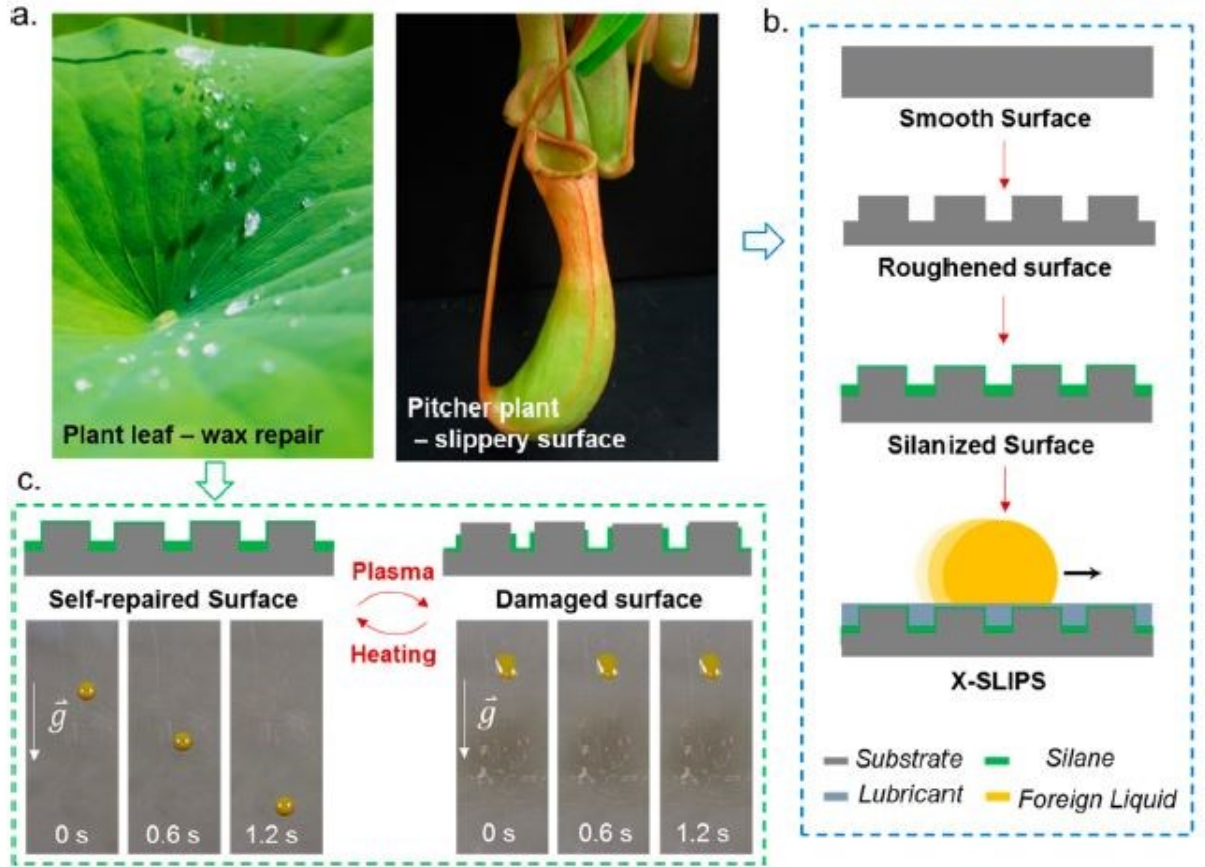 a.
Plant leaf – wax repair
Pitcher plant
– slippery surface
b.
Smooth Surface
Roughened surface
Silanized Surface
X-SLIPS
Substrate
Silane
Lubricant
Foreign Liquid
c.
Self-repaired Surface
Plasma
Heating
Damaged surface
g
0 s
0.6 s
1.2 s
g
0 s
0.6 s
1.2 s